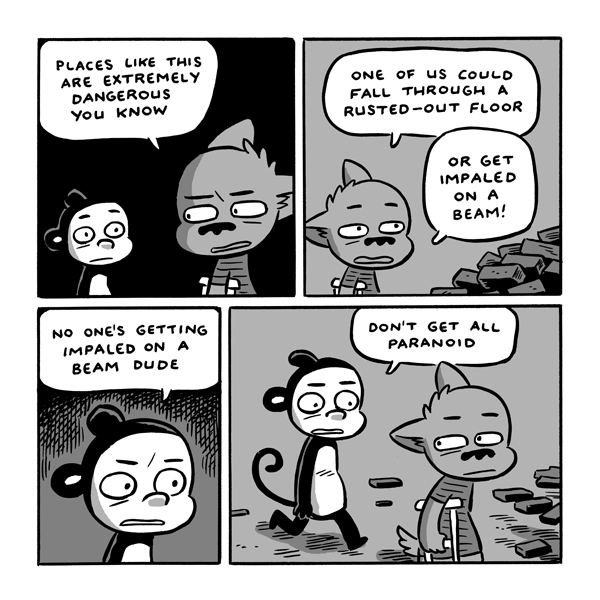 PLACES LIKE THIS
ARE EXTREMELY
DANGEROUS
YOU KNOW
ONE OF US COULD
FALL THROUGH A
RUSTED-OUT FLOOR
OR GET
IMPALED
ON A
BEAM!
NO ONE'S GETTING
IMPALED ON A
BEAM DUDE
DON'T GET ALL
PARANOID